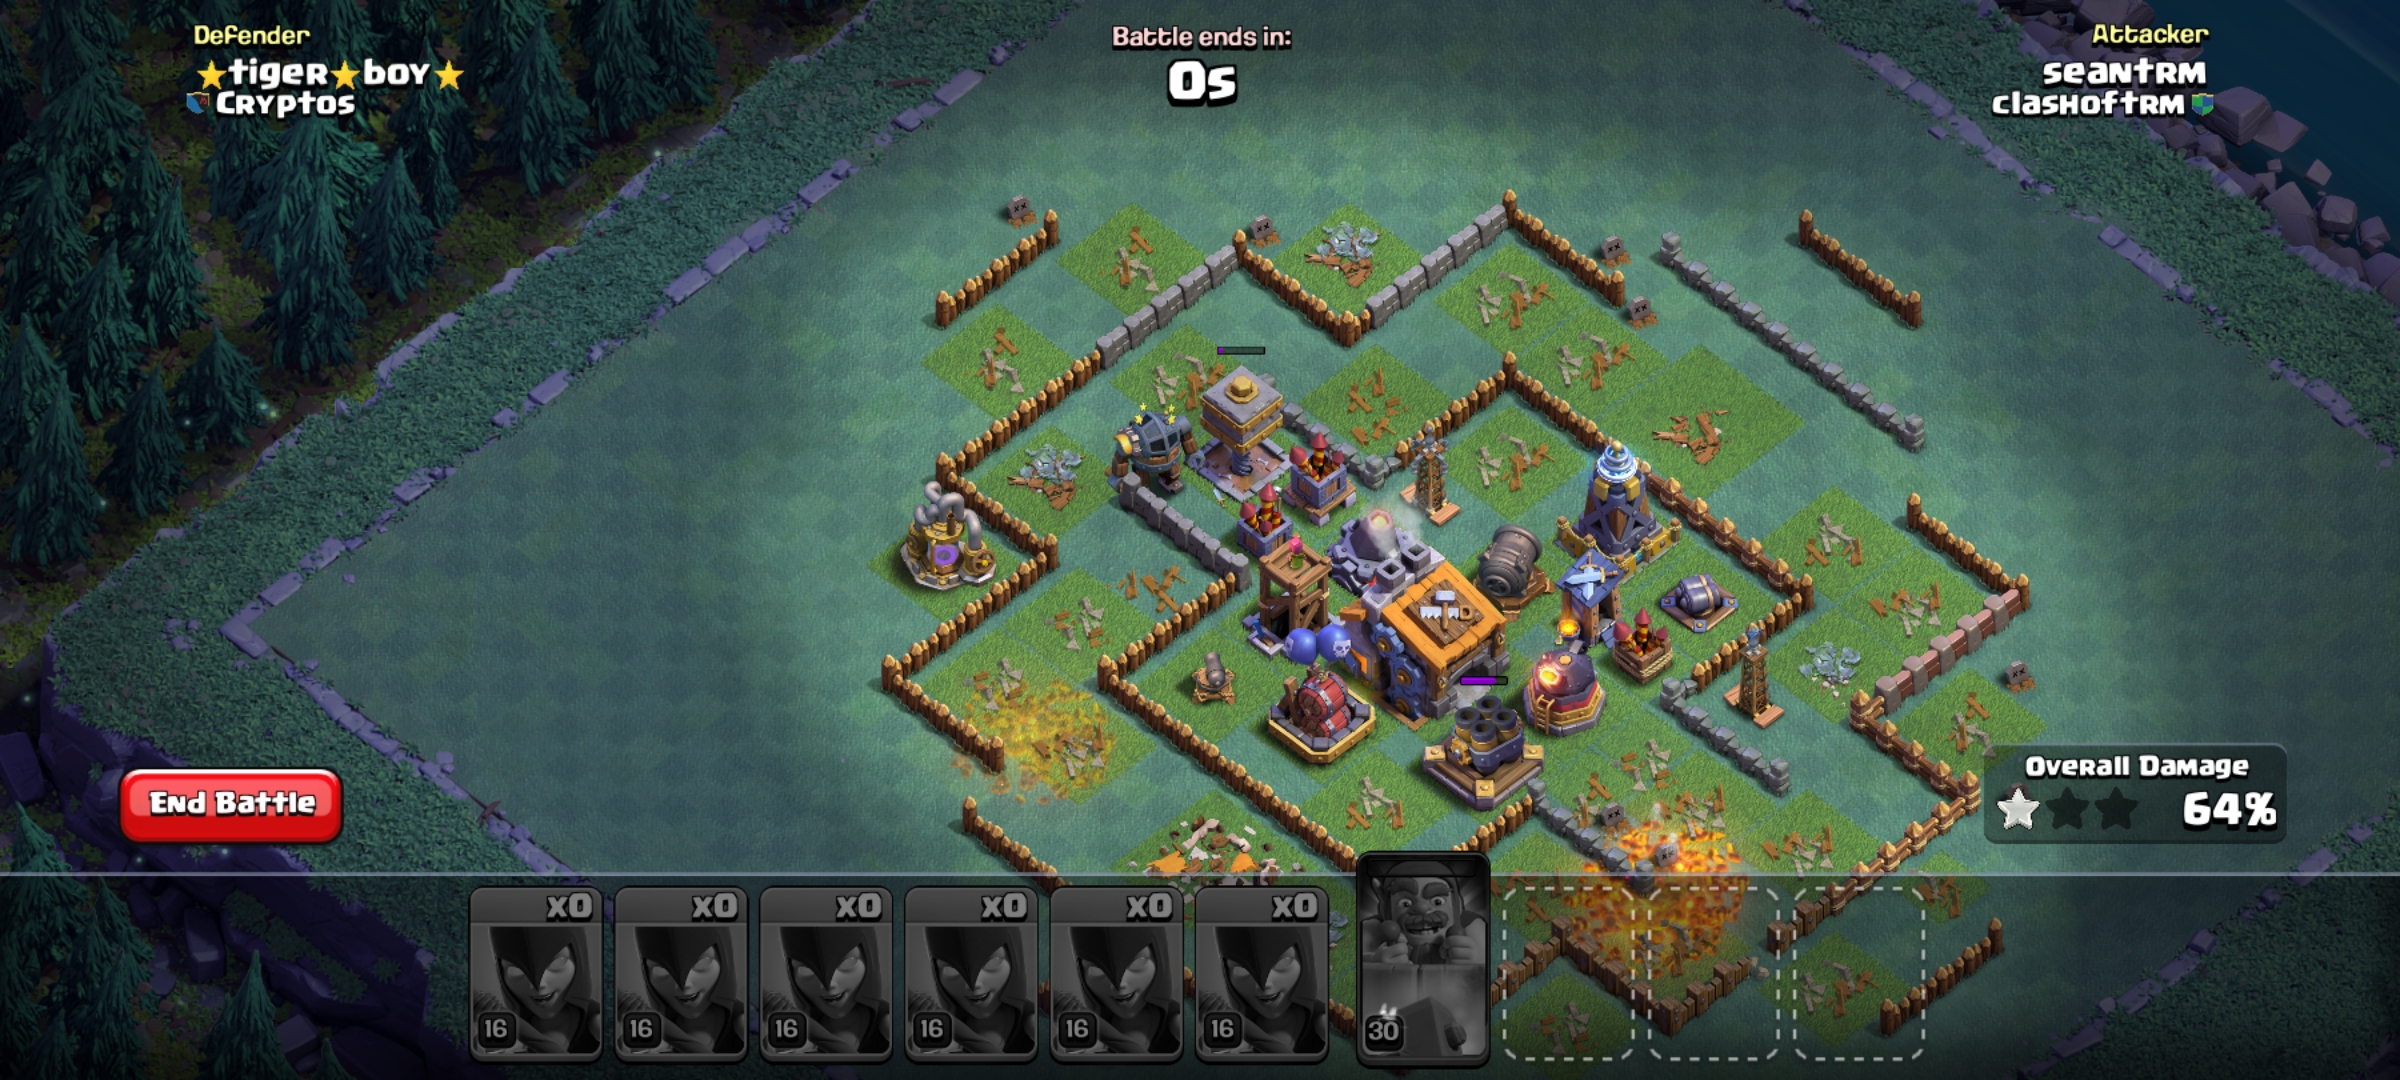 Defender
tiger boy
Cryptos
Battle ends in:
0s
Attacker
seantRM
clashoftRM
End Battle
Overall Damage
64%
x0
x0
x0
x0
x0
x0
16
16
16
16
16
16
30